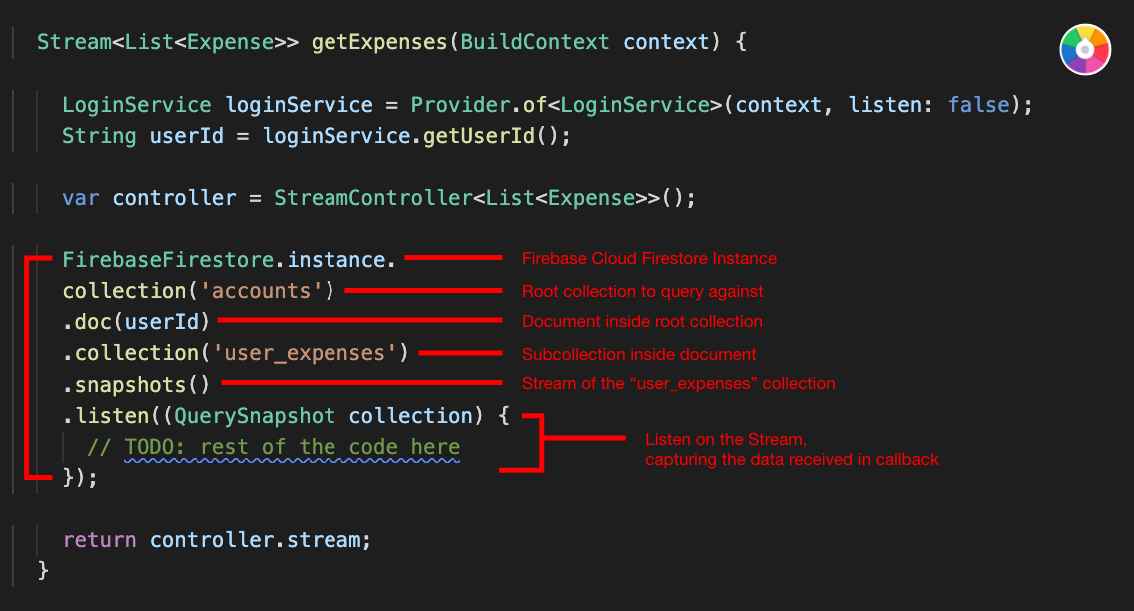 Stream<List<Expense>> getExpenses(BuildContext context) {
LoginService loginService = Provider.of<LoginService>(context, listen: false);
String userId = loginService.getUserId();
var controller = StreamController<List<Expense>>();
FirebaseFirestore.instance. Firebase Cloud Firestore Instance
collection('accounts') Root collection to query against
.doc(userId) Document inside root collection
.collection('user_expenses') Subcollection inside document
.snapshots() Stream of the “user_expenses” collection
.listen((QuerySnapshot collection) {
Listen on the Stream,
// TODO: rest of the code here
capturing the data received in callback
});
return controller.stream;
}